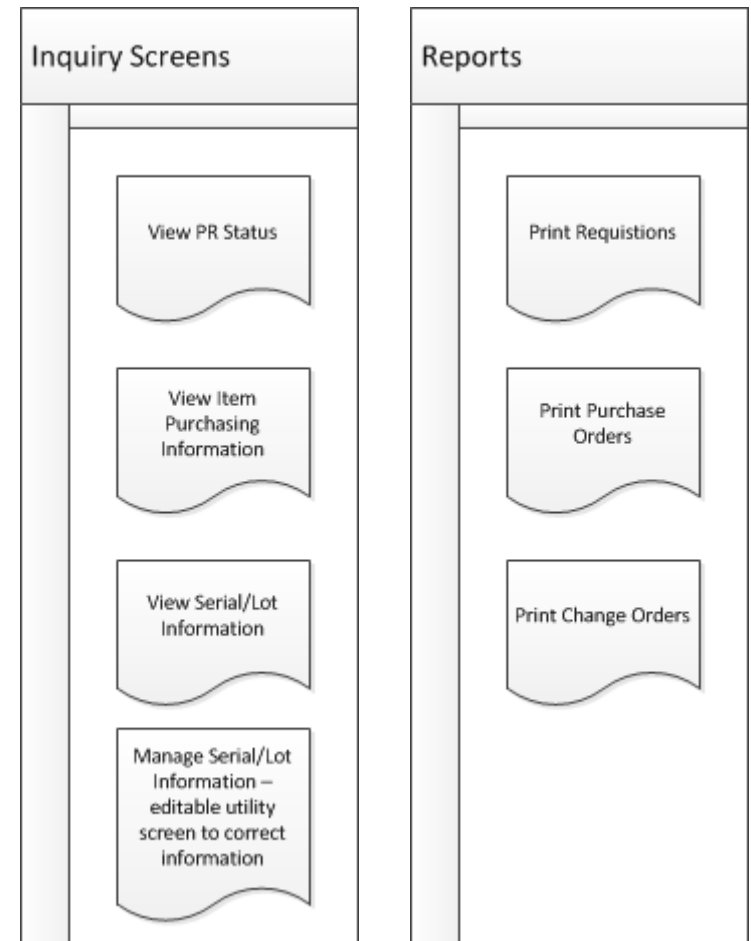 Inquiry Screens
View PR Status
View Item
Purchasing
Information
View Serial/Lot
Information
Manage Serial/Lot
Information –
editable utility
screen to correct
information
Reports
Print Requistions
Print Purchase
Orders
Print Change Orders